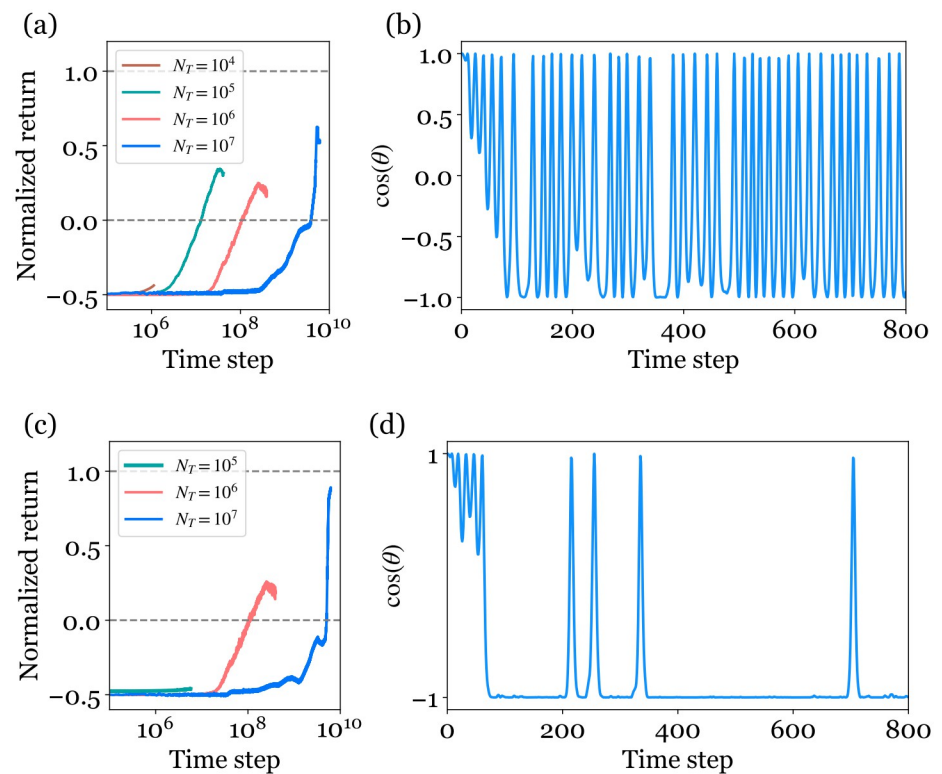 (a)
Normalized return
1.0
0.5
0.0
−0.5
N_T = 10^4
N_T = 10^5
N_T = 10^6
N_T = 10^7
10^6
10^8
10^10
Time step
(b)
cos(θ)
1.0
0.5
0.0
−0.5
−1.0
0
200
400
600
800
Time step
(c)
Normalized return
1.0
0.5
0.0
−0.5
N_T = 10^5
N_T = 10^6
N_T = 10^7
10^6
10^8
10^10
Time step
(d)
cos(θ)
1
−1
0
200
400
600
800
Time step